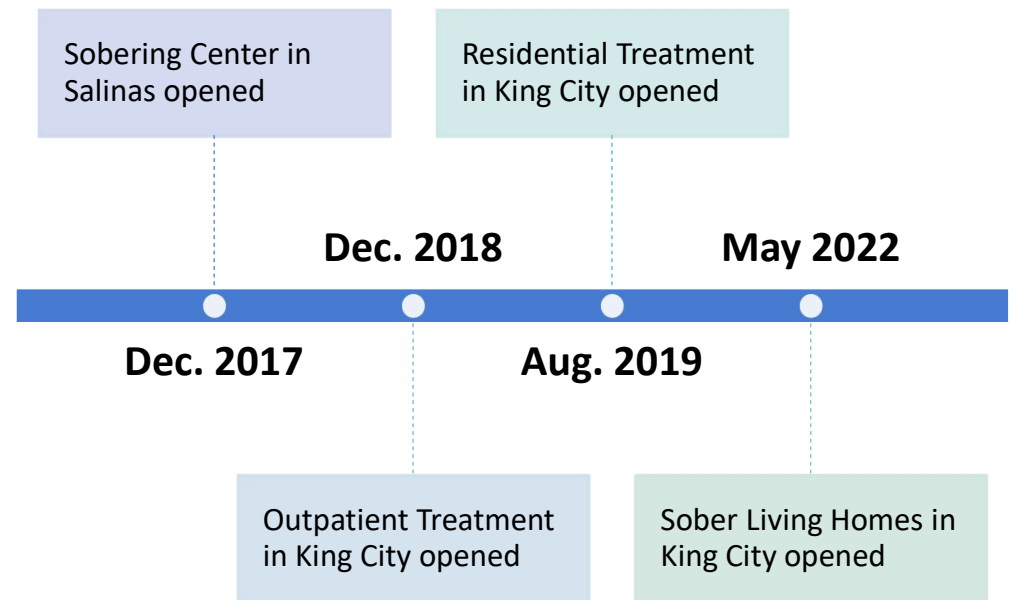 Sobering Center in
Salinas opened
Residential Treatment
in King City opened
Dec. 2018
May 2022
Dec. 2017
Aug. 2019
Outpatient Treatment
in King City opened
Sober Living Homes in
King City opened